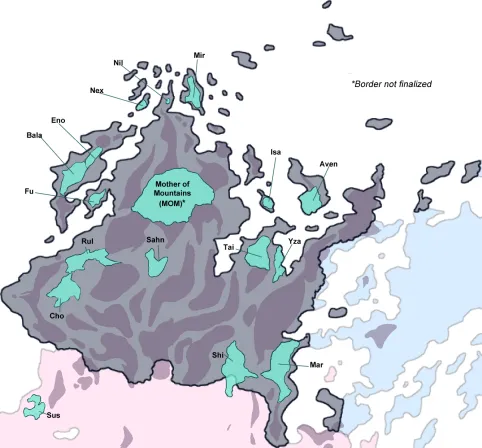 Mir
Nil
*Border not finalized
Nex
Eno
Bala
Isa
Aven
Mother of
Mountains
(MOM)*
Fu
Rul
Sahn
Tai
Yza
Cho
Shi
Mar
Sus